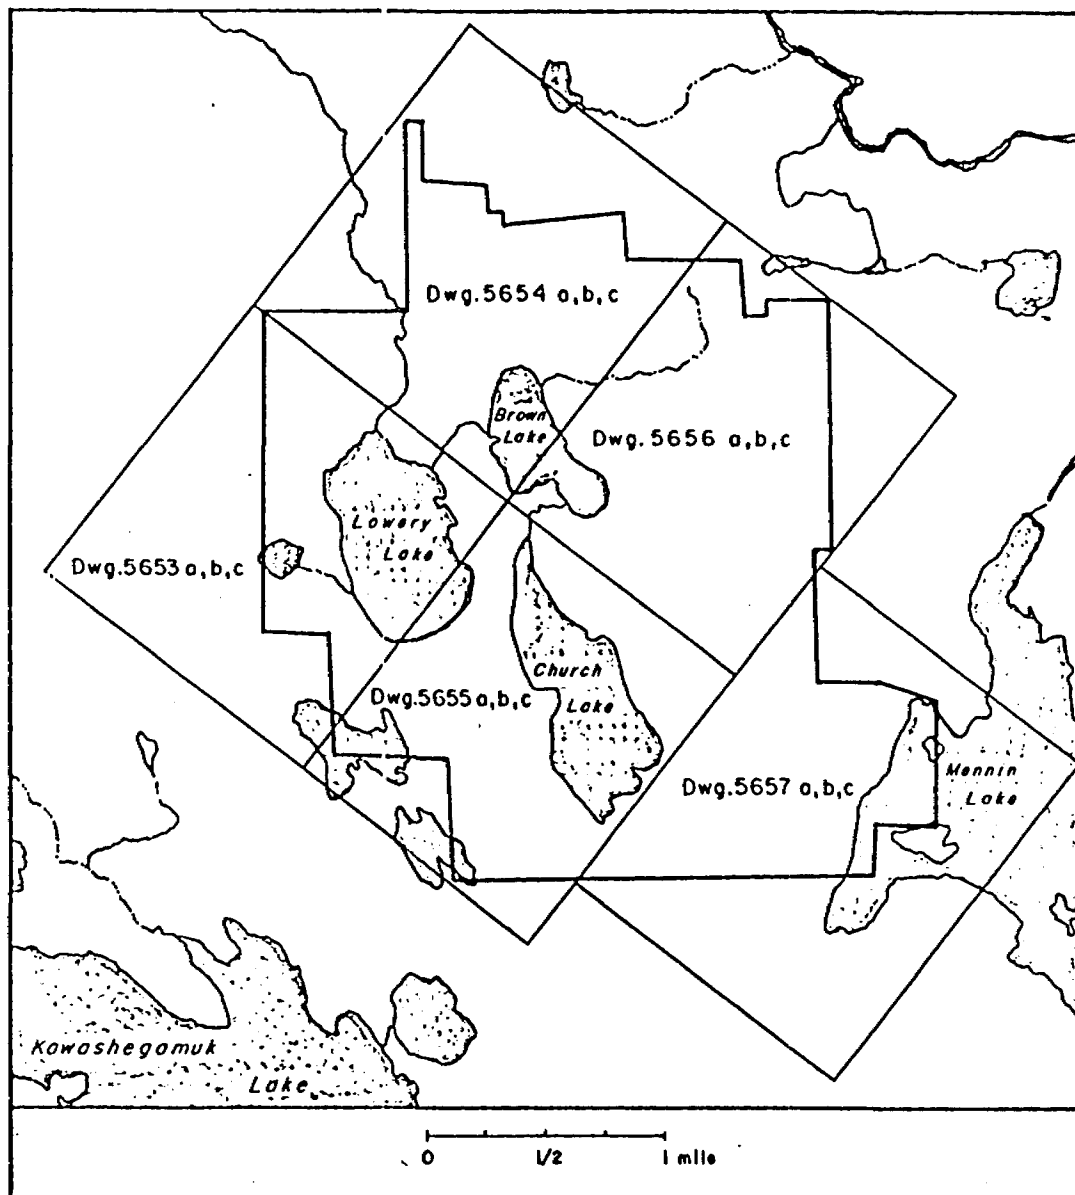 Dwg.5654 a,b,c
Brown
Lake
Dwg.5656 a,b,c
Lowery
Lake
Dwg.5653 a,b,c
Church
Lake
Dwg.5655 a,b,c
Mennin
Lake
Dwg.5657 a,b,c
Kawashegamuk
Lake
0 1/2 1 mile